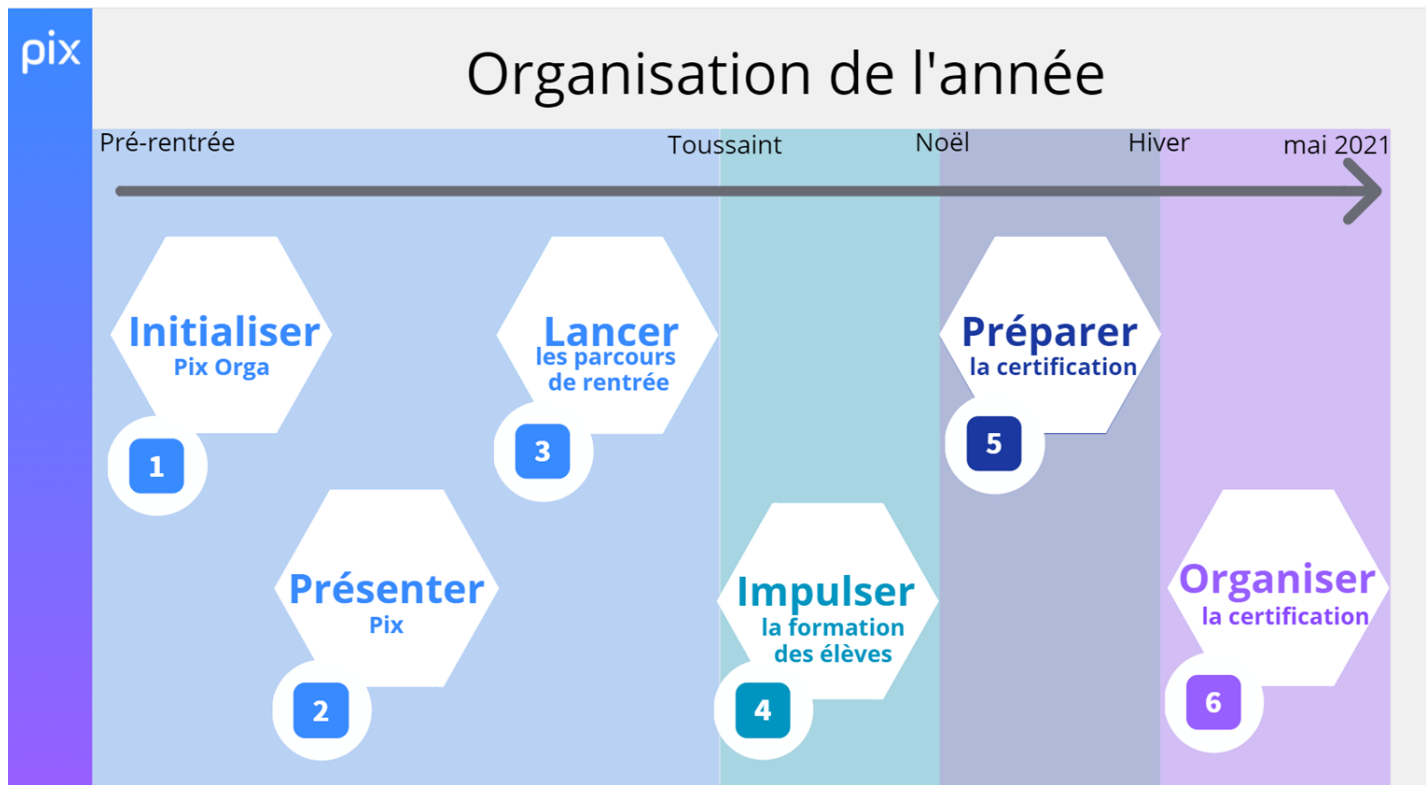 pix
Organisation de l'année
Pré-rentrée
Toussaint
Noël
Hiver
mai 2021
Initialiser
Pix Orga
1
Présenter
Pix
2
Lancer
les parcours
de rentrée
3
Impulser
la formation
des élèves
4
Préparer
la certification
5
Organiser
la certification
6